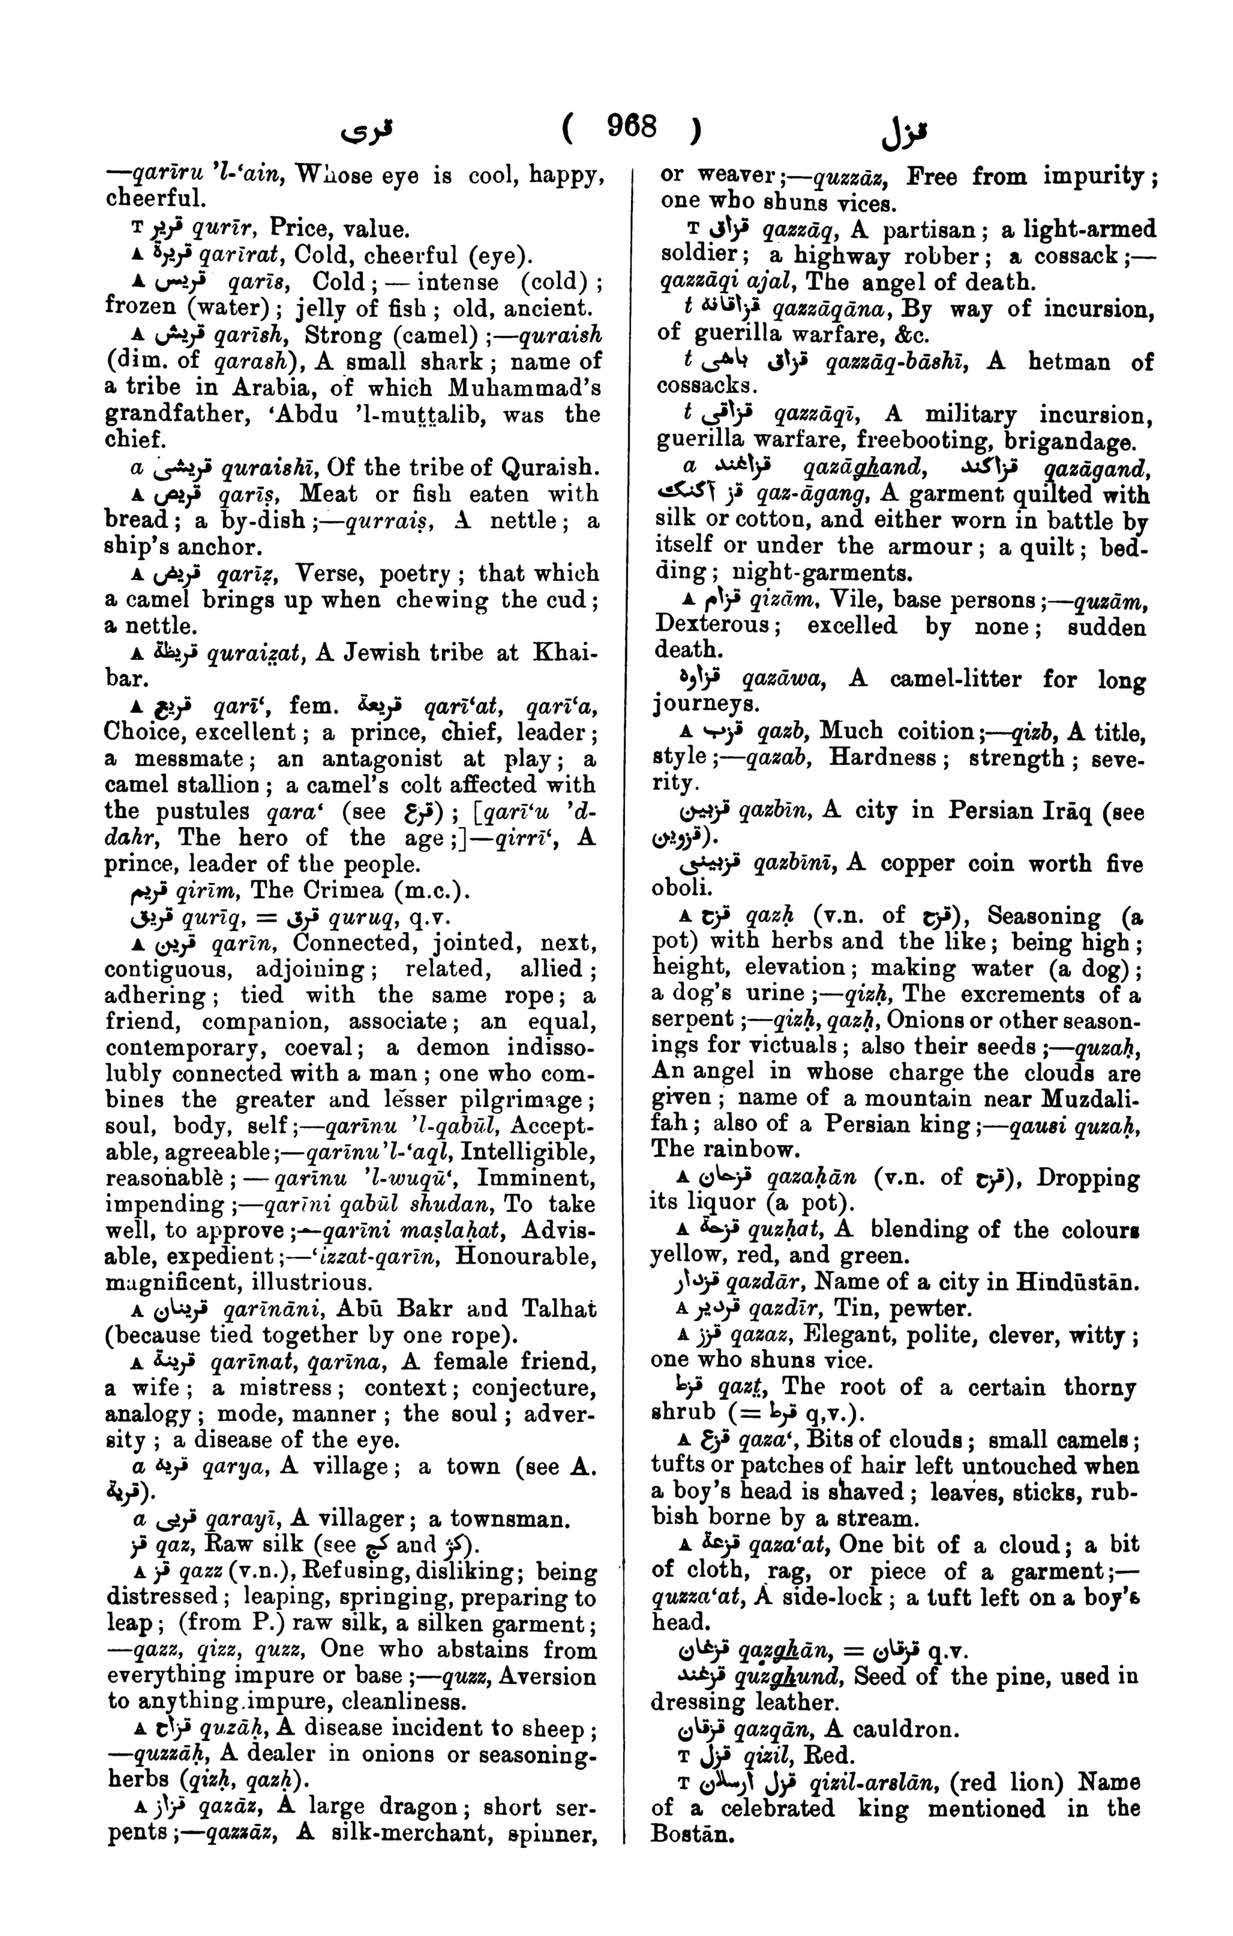 قری ( 968 ) قزل
—qarīru 'l-‘ain, Whose eye is cool, happy,
cheerful.
T قریر qurīr, Price, value.
A قریرة qarīrat, Cold, cheerful (eye).
A قریس qarīs, Cold; — intense (cold);
frozen (water); jelly of fish; old, ancient.
A قریش qarīsh, Strong (camel);—quraish
(dim. of qarash), A small shark; name of
a tribe in Arabia, of which Muhammad's
grandfather, ‘Abdu 'l-mut̤t̤alib, was the
chief.
a قریشی quraishī, Of the tribe of Quraish.
A قریص qarīṣ, Meat or fish eaten with
bread; a by-dish;—qurraiṣ, A nettle; a
ship's anchor.
A قریض qarīẓ, Verse, poetry; that which
a camel brings up when chewing the cud;
a nettle.
A قریظة quraiz̤at, A Jewish tribe at Khai-
bar.
A قریع qarī‘, fem. قریعة qarī‘at, qarī‘a,
Choice, excellent; a prince, chief, leader;
a messmate; an antagonist at play; a
camel stallion; a camel's colt affected with
the pustules qara‘ (see قرع); [qarī‘u 'd-
dahr, The hero of the age;]—qirrī‘, A
prince, leader of the people.
قریم qirīm, The Crimea (m.c.).
قریق qurīq, = قرق quruq, q.v.
A قرین qarīn, Connected, jointed, next,
contiguous, adjoining; related, allied;
adhering; tied with the same rope; a
friend, companion, associate; an equal,
contemporary, coeval; a demon indisso-
lubly connected with a man; one who com-
bines the greater and lesser pilgrimage;
soul, body, self;—qarīnu 'l-qabūl, Accept-
able, agreeable;—qarīnu 'l-‘aql, Intelligible,
reasonable; — qarīnu 'l-wuqū‘, Imminent,
impending;—qarīni qabūl shudan, To take
well, to approve;—qarīni maṣlaḥat, Advis-
able, expedient;—‘izzat-qarīn, Honourable,
magnificent, illustrious.
A قرینان qarīnāni, Abū Bakr and Talhat
(because tied together by one rope).
A قرینة qarīnat, qarīna, A female friend,
a wife; a mistress; context; conjecture,
analogy; mode, manner; the soul; adver-
sity; a disease of the eye.
a قریه qarya, A village; a town (see A.
قریة).
a قریی qarayī, A villager; a townsman.
قز qaz, Raw silk (see کج and کژ).
A قز qazz (v.n.), Refusing, disliking; being
distressed; leaping, springing, preparing to
leap; (from P.) raw silk, a silken garment;
—qazz, qizz, quzz, One who abstains from
everything impure or base;—quzz, Aversion
to anything impure, cleanliness.
A قزاح quzāḥ, A disease incident to sheep;
—quzzāḥ, A dealer in onions or seasoning-
herbs (qizḥ, qazḥ).
A قزاز qazāz, A large dragon; short ser-
pents;—qazzāz, A silk-merchant, spinner,
or weaver;—quzzāz, Free from impurity;
one who shuns vices.
T قزاق qazzāq, A partisan; a light-armed
soldier; a highway robber; a cossack;—
qazzāqi ajal, The angel of death.
t قزاقانه qazzāqāna, By way of incursion,
of guerilla warfare, &c.
t قزاق باشی qazzāq-bāshī, A hetman of
cossacks.
t قزاقی qazzāqī, A military incursion,
guerilla warfare, freebooting, brigandage.
a قزاغند qazāghand, قزاکند qazāgand,
قز آکنگ qaz-āgang, A garment quilted with
silk or cotton, and either worn in battle by
itself or under the armour; a quilt; bed-
ding; night-garments.
A قزام qizām, Vile, base persons;—quzām,
Dexterous; excelled by none; sudden
death.
قزاوه qazāwa, A camel-litter for long
journeys.
A قزب qazb, Much coition;—qizb, A title,
style;—qazab, Hardness; strength; seve-
rity.
قزبین qazbīn, A city in Persian Irāq (see
قزوین).
قزبینی qazbīnī, A copper coin worth five
oboli.
A قزح qazḥ (v.n. of قزح), Seasoning (a
pot) with herbs and the like; being high;
height, elevation; making water (a dog);
a dog's urine;—qizḥ, The excrements of a
serpent;—qizḥ, qazḥ, Onions or other season-
ings for victuals; also their seeds;—quzaḥ,
An angel in whose charge the clouds are
given; name of a mountain near Muzdali-
fah; also of a Persian king;—qausi quzaḥ,
The rainbow.
A قزحان qazaḥān (v.n. of قزح), Dropping
its liquor (a pot).
A قزحة quzḥat, A blending of the colours
yellow, red, and green.
قزدار qazdār, Name of a city in Hindūstān.
A قزدیر qazdīr, Tin, pewter.
A قزز qazaz, Elegant, polite, clever, witty;
one who shuns vice.
قزط qazt̤, The root of a certain thorny
shrub (= قرط q,v.).
A قزع qaza‘, Bits of clouds; small camels;
tufts or patches of hair left untouched when
a boy's head is shaved; leaves, sticks, rub-
bish borne by a stream.
A قزعة qaza‘at, One bit of a cloud; a bit
of cloth, rag, or piece of a garment;—
quzza‘at, A side-lock; a tuft left on a boy's
head.
قزغان qazghān, = قزقان q.v.
قزغند quzghund, Seed of the pine, used in
dressing leather.
قزقان qazqān, A cauldron.
T قزل qizil, Red.
T قزل ارسلان qizil-arslān, (red lion) Name
of a celebrated king mentioned in the
Bostān.